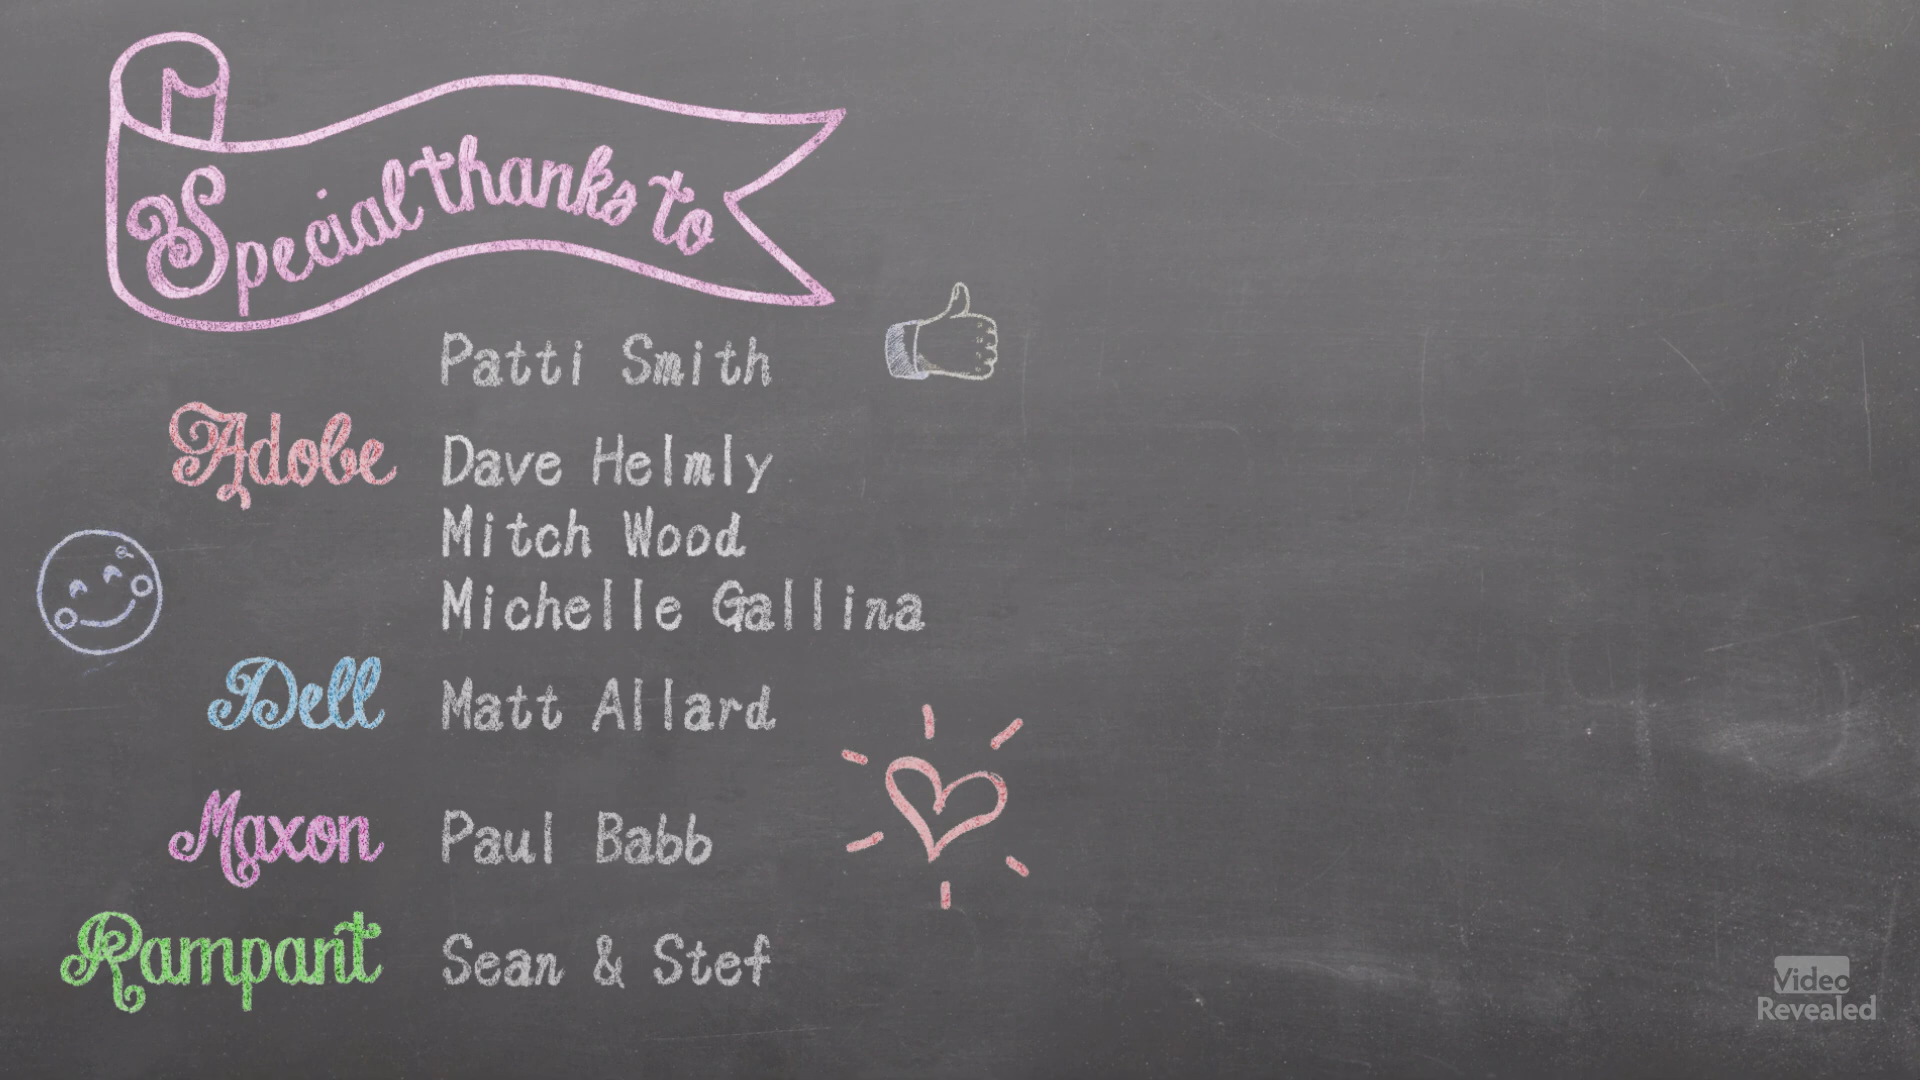 Special thanks to
Patti Smith
Adobe Dave Helmly
Mitch Wood
Michelle Gallina
Dell Matt Allard
Maxon Paul Babb
Rampant Sean & Stef
Video
Revealed